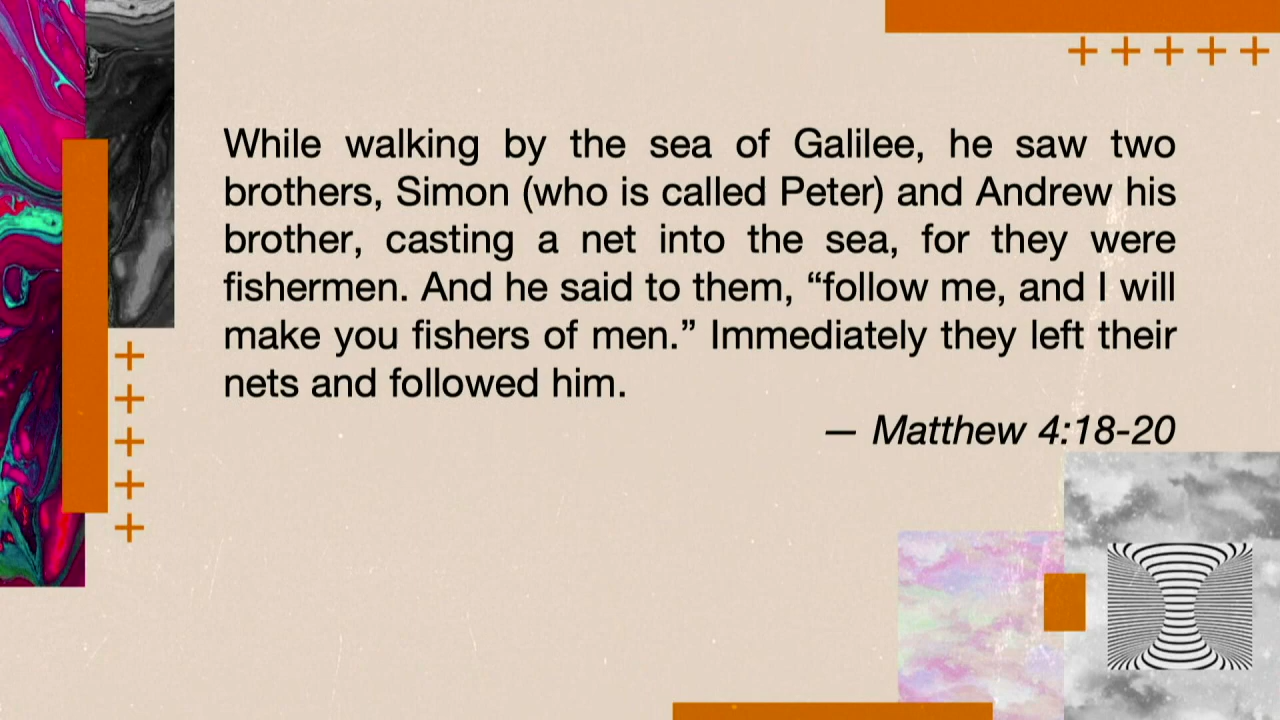 While walking by the sea of Galilee, he saw two
brothers, Simon (who is called Peter) and Andrew his
brother, casting a net into the sea, for they were
fishermen. And he said to them, “follow me, and I will
make you fishers of men.” Immediately they left their
nets and followed him.
— Matthew 4:18-20